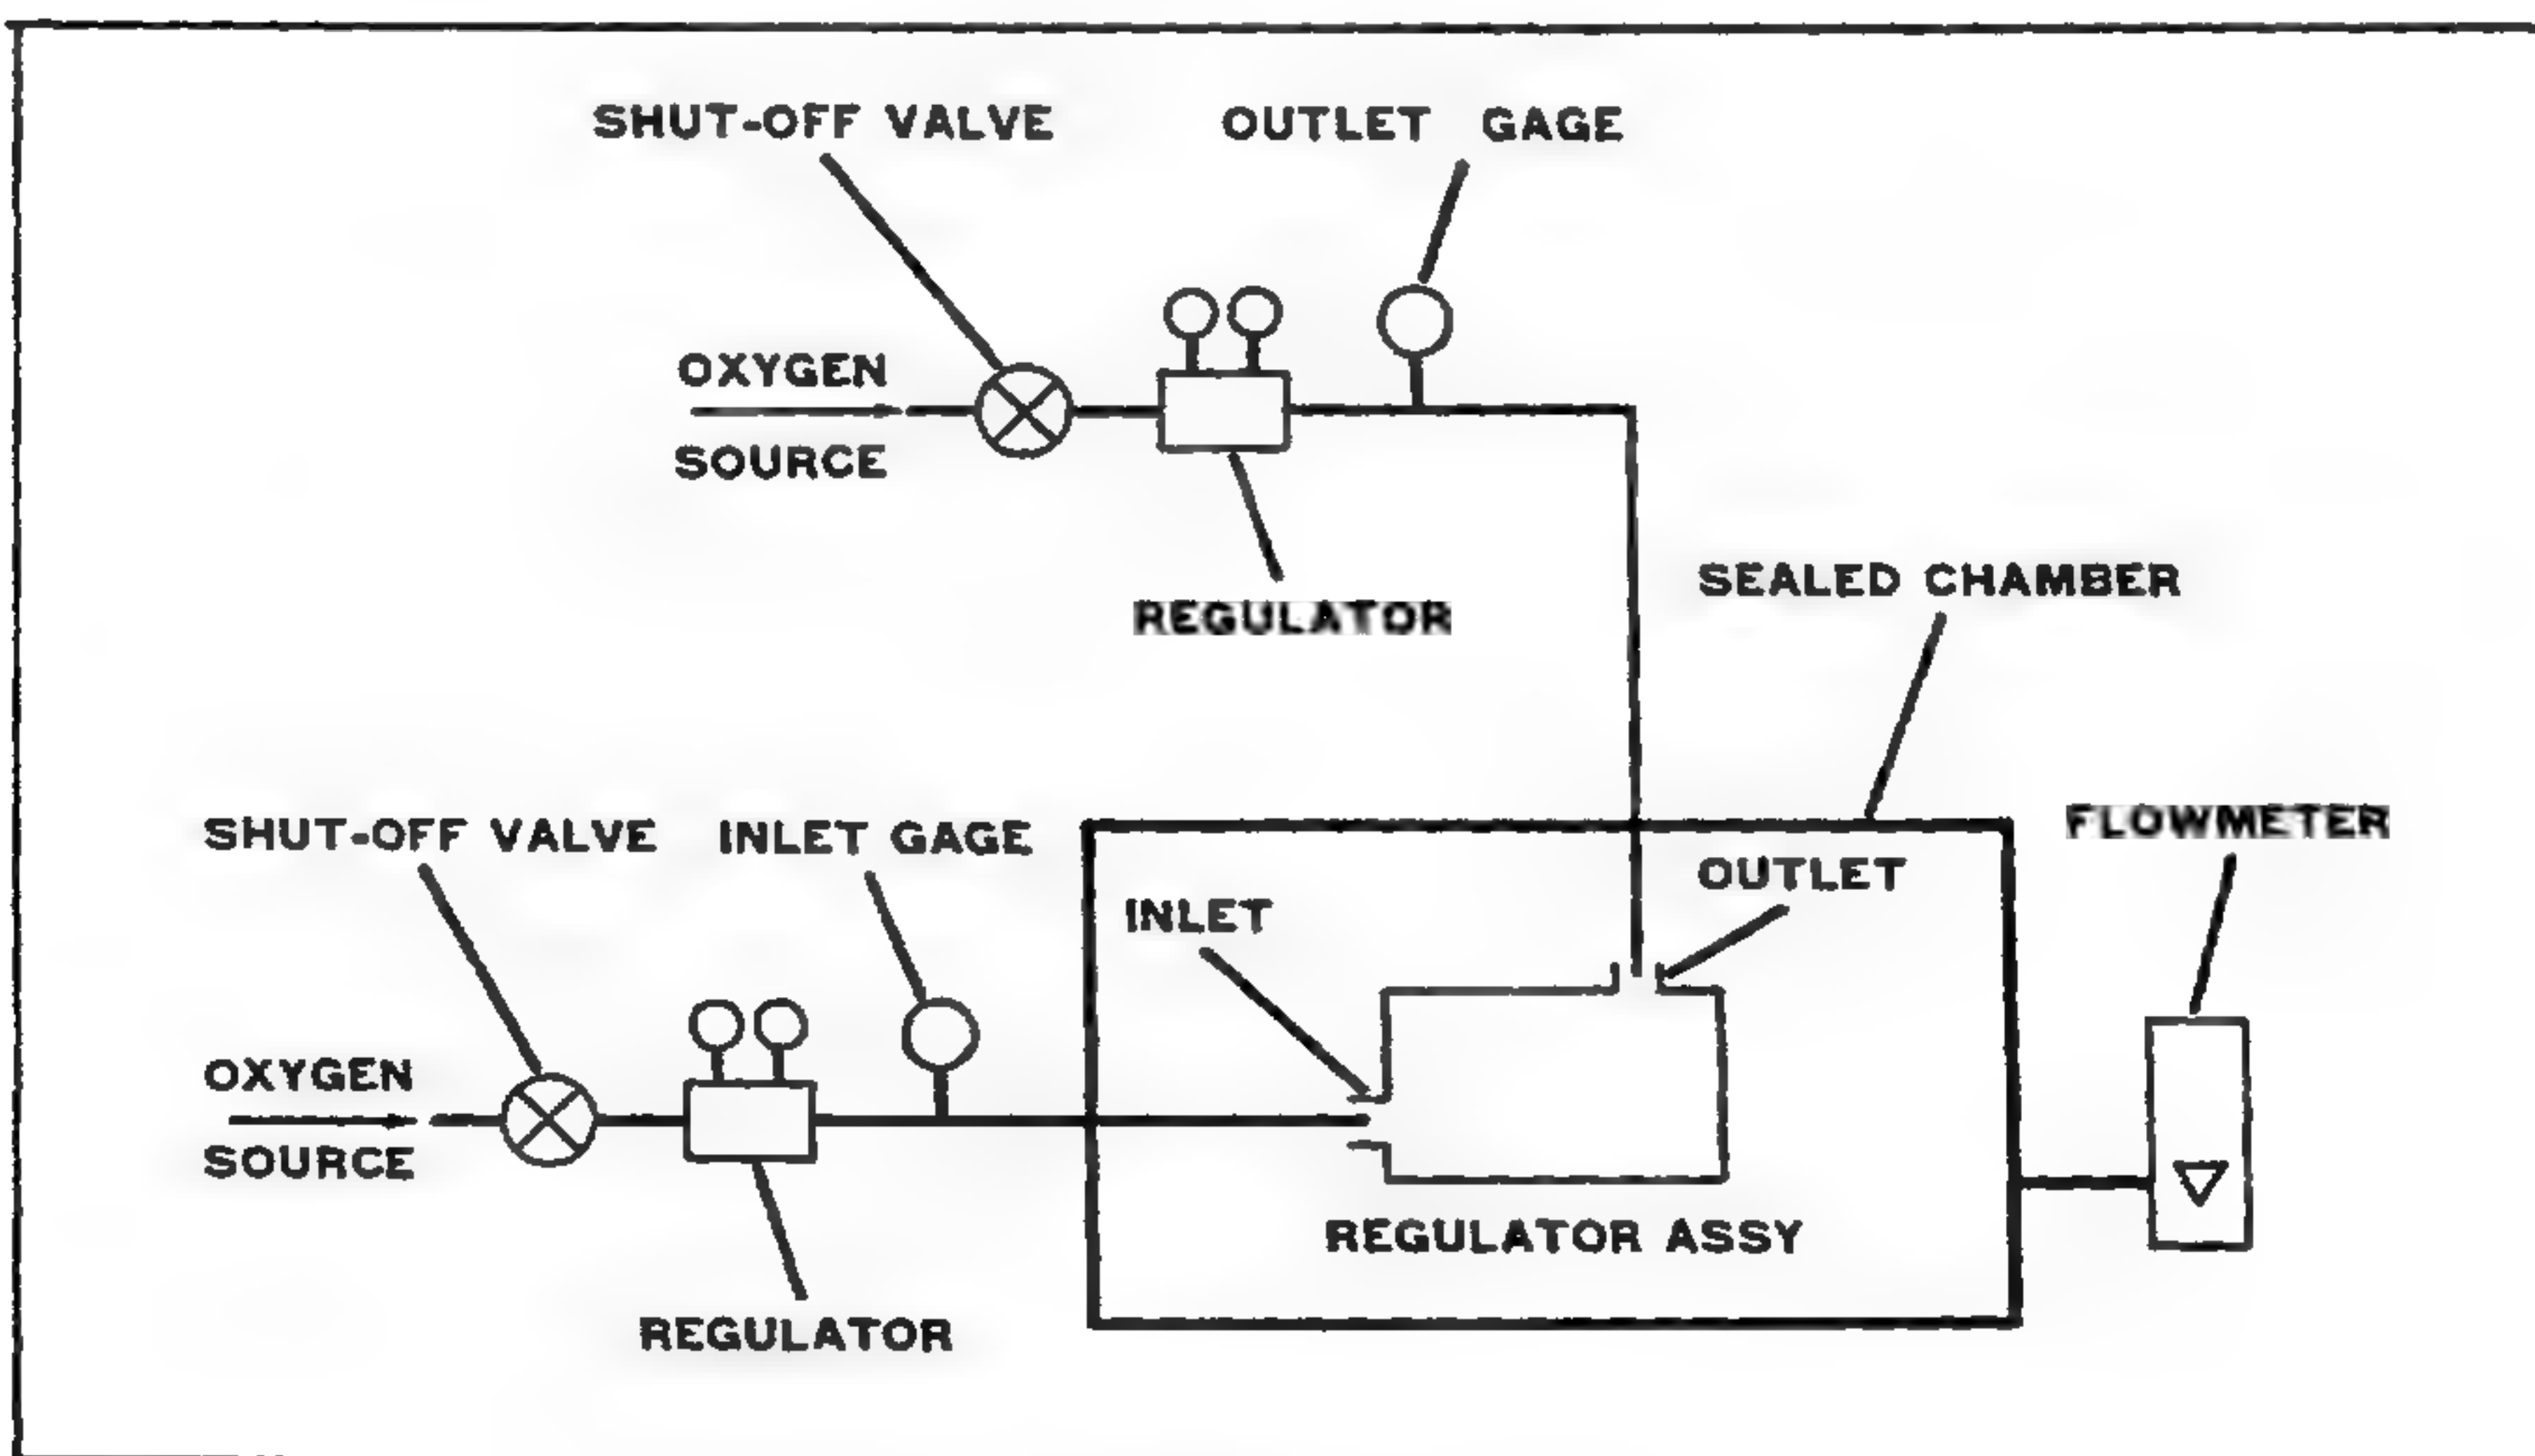 SHUT-OFF VALVE
OUTLET GAGE
OXYGEN
SOURCE
REGULATOR
SEALED CHAMBER
SHUT-OFF VALVE
INLET GAGE
FLOWMETER
OUTLET
INLET
OXYGEN
SOURCE
REGULATOR ASSY
REGULATOR